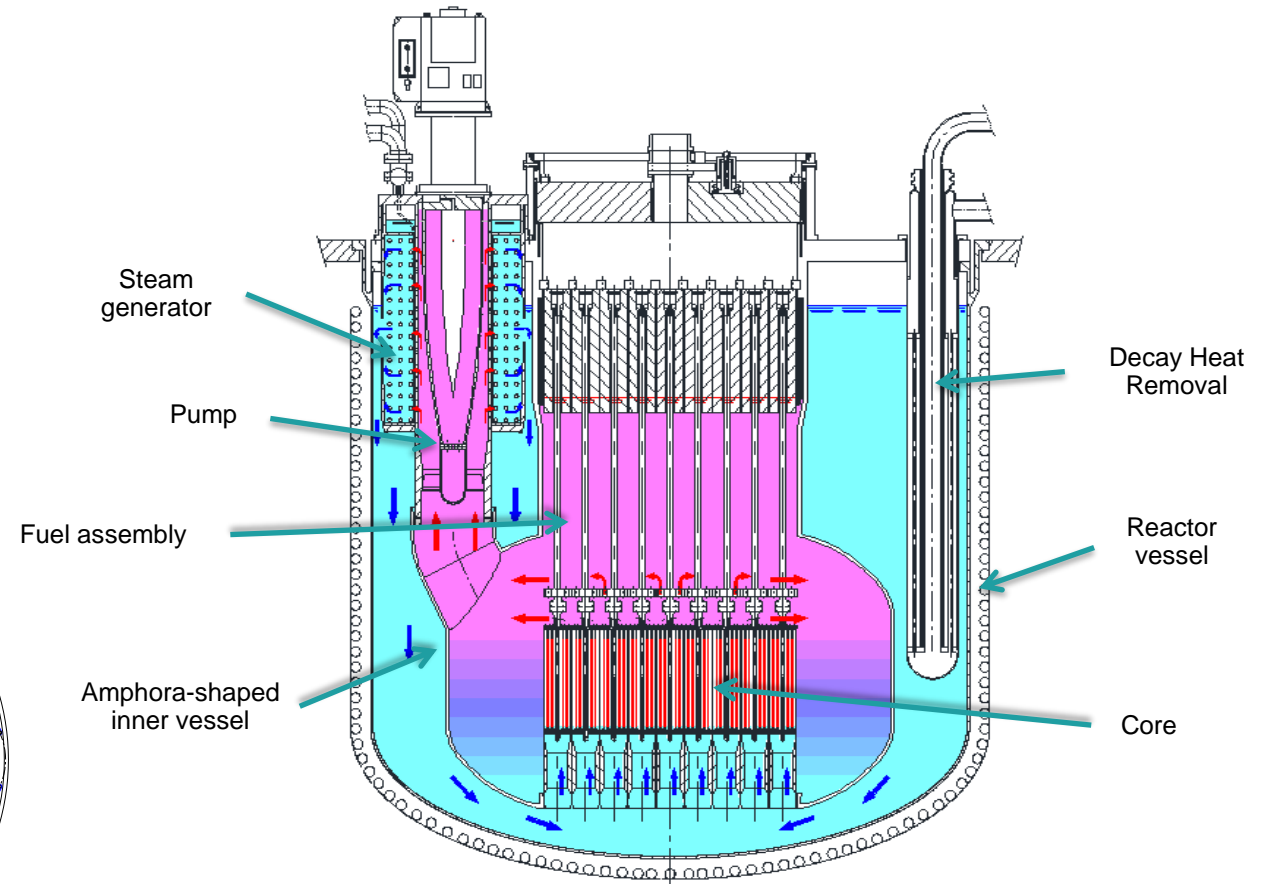 Steam
generator
Pump
Fuel assembly
Amphora-shaped
inner vessel
Decay Heat
Removal
Reactor
vessel
Core